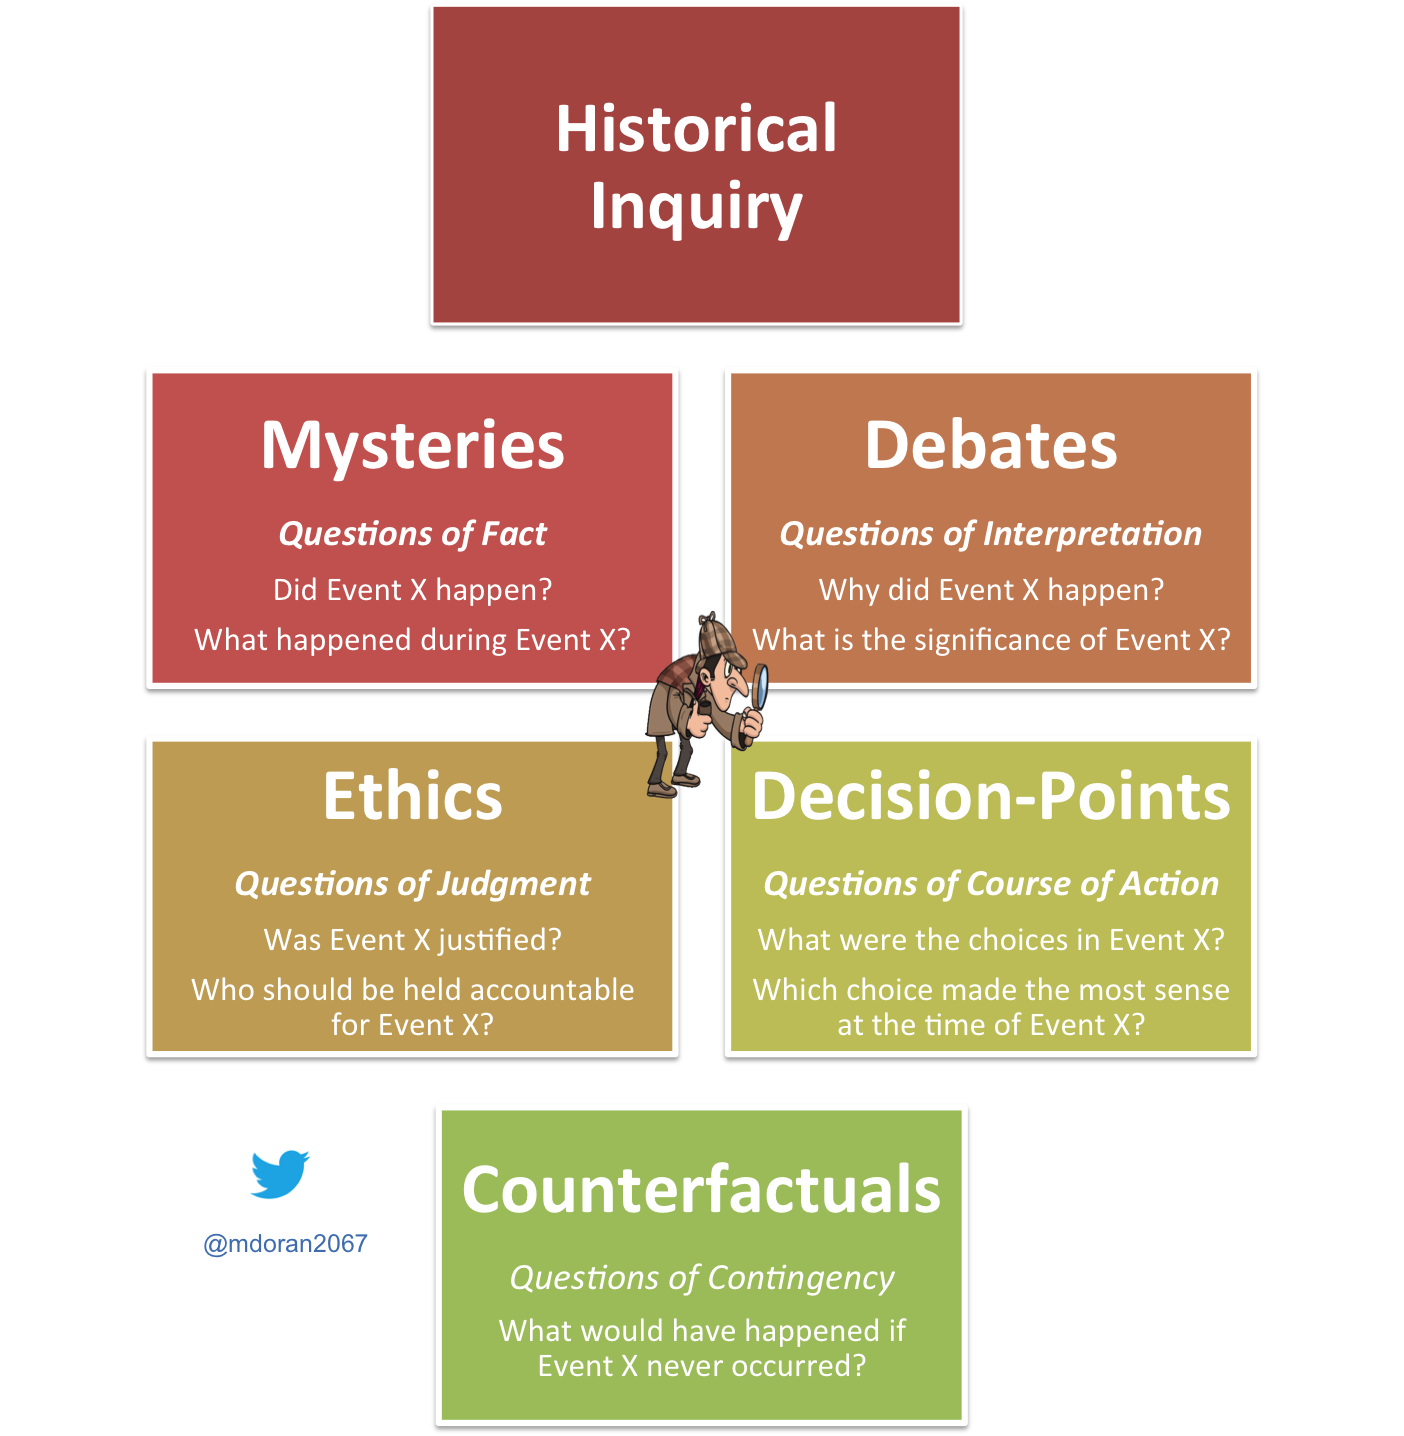 Historical
Inquiry
Mysteries
Questions of Fact
Did Event X happen?
What happened during Event X?
Debates
Questions of Interpretation
Why did Event X happen?
What is the significance of Event X?
Ethics
Questions of Judgment
Was Event X justified?
Who should be held accountable
for Event X?
Decision-Points
Questions of Course of Action
What were the choices in Event X?
Which choice made the most sense
at the time of Event X?
Counterfactuals
Questions of Contingency
What would have happened if
Event X never occurred?
@mdoran2067